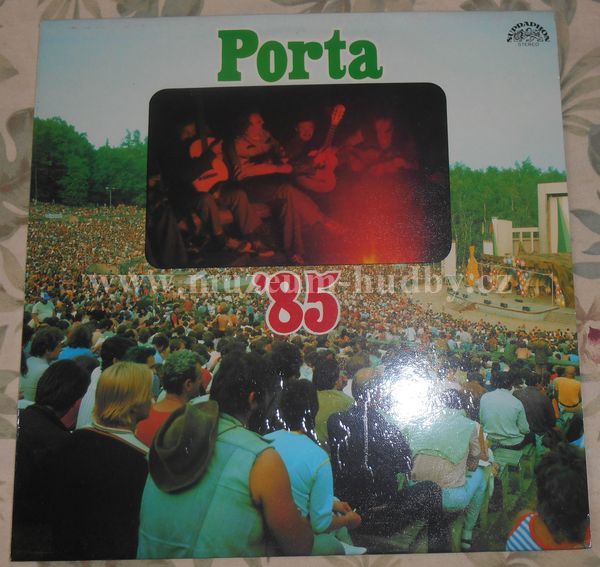 Porta
SUPRAPHON
STEREO
www.muzeum-hudby.cz
'85